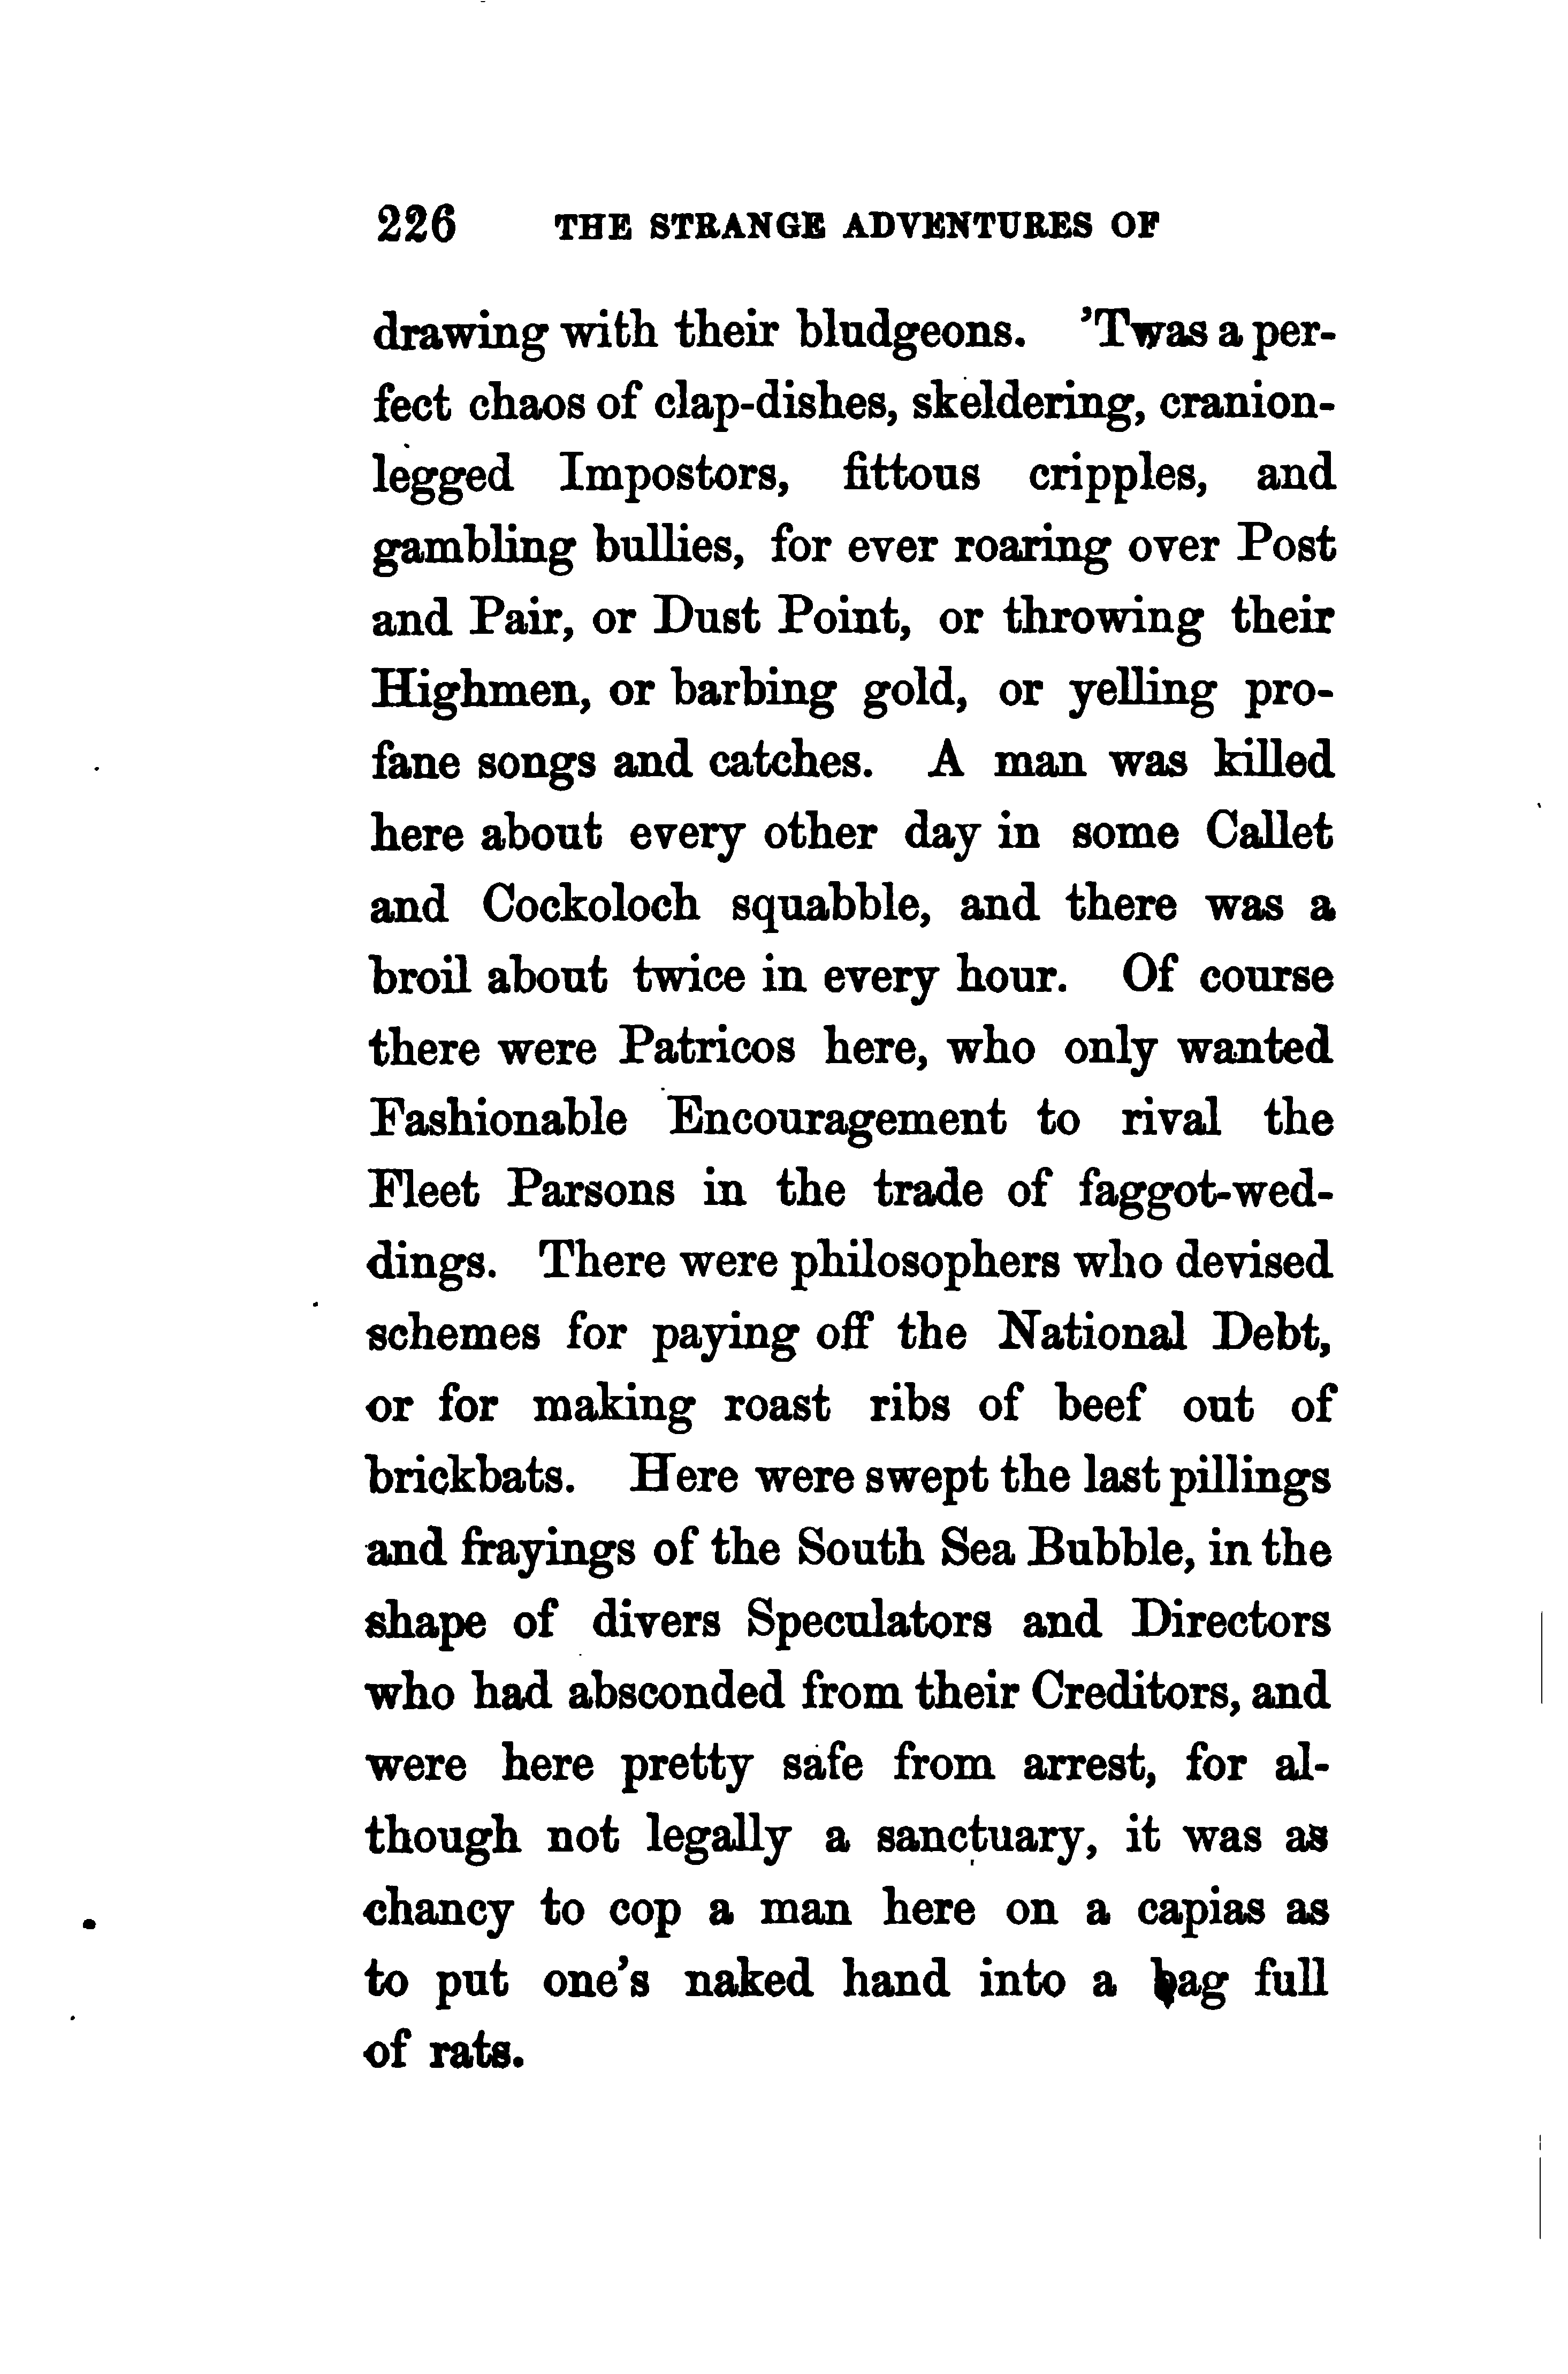 226 THE STRANGE ADVENTURES OF
drawing with their bludgeons. 'Twas a per-
fect chaos of clap-dishes, skeldering, cranion-
legged Impostors, fittous cripples, and
gambling bullies, for ever roaring over Post
and Pair, or Dust Point, or throwing their
Highmen, or barbing gold, or yelling pro-
fane songs and catches. A man was killed
here about every other day in some Callet
and Cockoloch squabble, and there was a
broil about twice in every hour. Of course
there were Patricos here, who only wanted
Fashionable Encouragement to rival the
Fleet Parsons in the trade of faggot-wed-
dings. There were philosophers who devised
schemes for paying off the National Debt,
or for making roast ribs of beef out of
brickbats. Here were swept the last pillings
and frayings of the South Sea Bubble, in the
shape of divers Speculators and Directors
who had absconded from their Creditors, and
were here pretty safe from arrest, for al-
though not legally a sanctuary, it was as
chancy to cop a man here on a capias as
to put one's naked hand into a bag full
of rats.